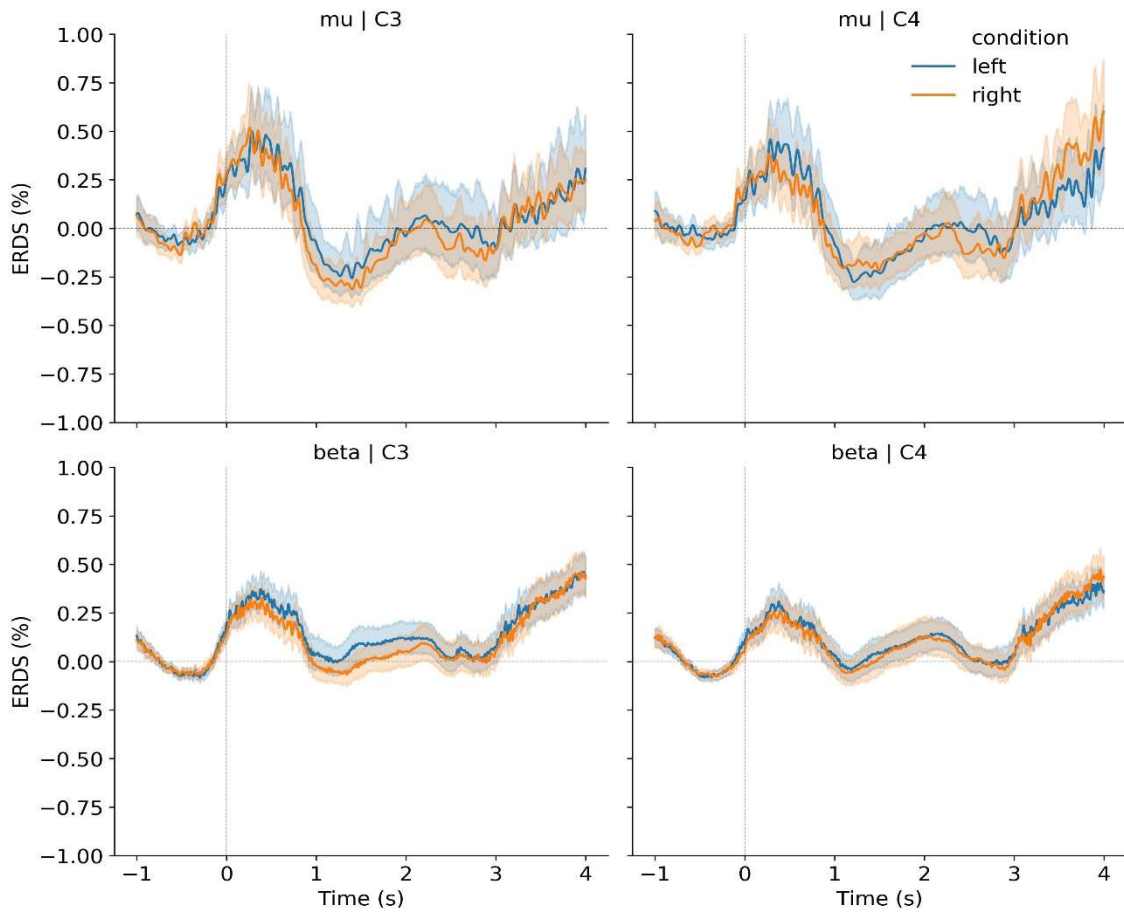 mu | C3
mu | C4
condition
left
right
ERDS (%)
1.00
0.75
0.50
0.25
0.00
−0.25
−0.50
−0.75
−1.00
beta | C3
beta | C4
ERDS (%)
1.00
0.75
0.50
0.25
0.00
−0.25
−0.50
−0.75
−1.00
−1 0 1 2 3 4
−1 0 1 2 3 4
Time (s)
Time (s)